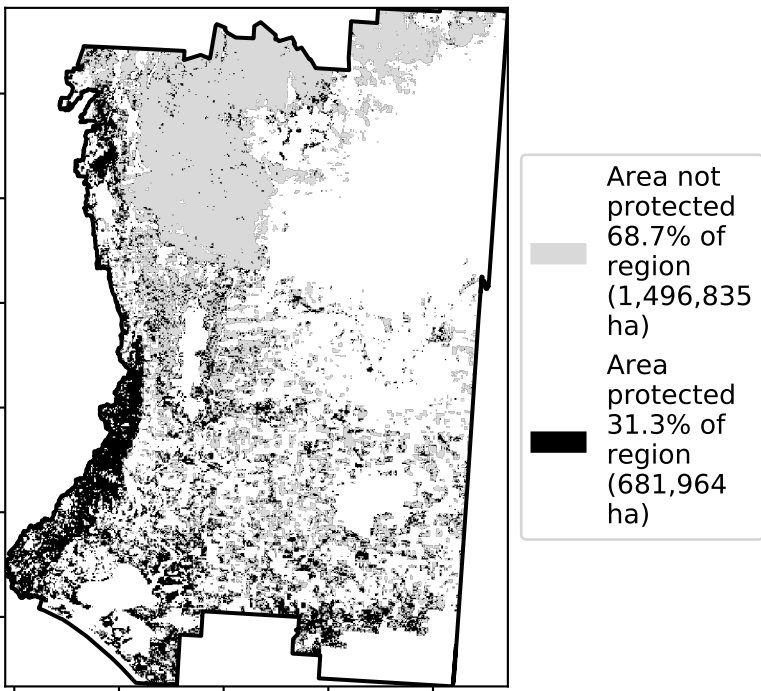 Area not
protected
68.7% of
region
(1,496,835
ha)
Area
protected
31.3% of
region
(681,964
ha)